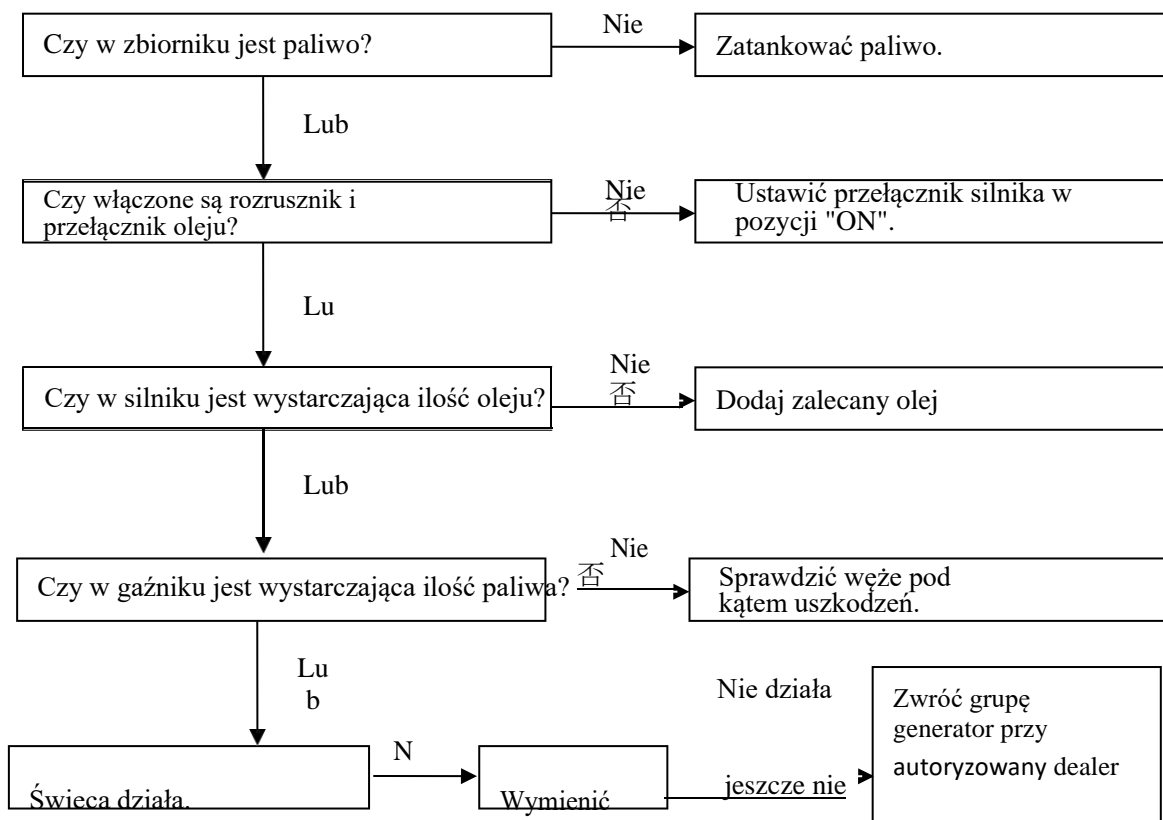 Czy w zbiorniku jest paliwo?
Nie
Zatankować paliwo.
Lub
Czy włączone są rozrusznik i
przełącznik oleju?
Nie
否
Ustawić przełącznik silnika w
pozycji "ON".
Lu
Czy w silniku jest wystarczająca ilość oleju?
Nie
否
Dodaj zalecany olej
Lub
Czy w gaźniku jest wystarczająca ilość paliwa?
Nie
否
Sprawdzić węże pod
kątem uszkodzeń.
Lu
b
Świeca działa.
N
Wymienić
Nie działa
jeszcze nie
Zwróć grupę
generator przy
autoryzowany dealer